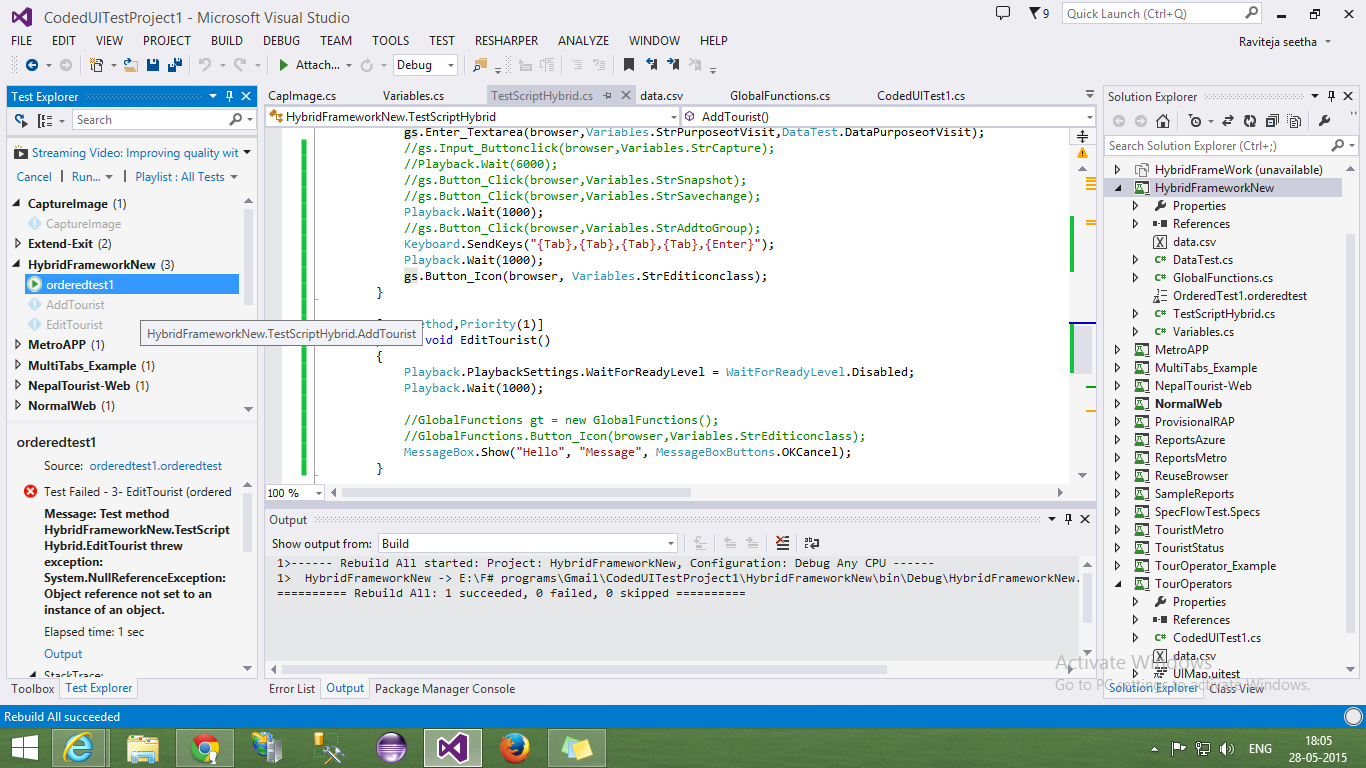 CodedUITestProject1 - Microsoft Visual Studio
9
Quick Launch (Ctrl+Q)
FILE EDIT VIEW PROJECT BUILD DEBUG TEAM TOOLS TEST RESHARPER ANALYZE WINDOW HELP
Raviteja seetha
Attach... Debug
Test Explorer
Search
Streaming Video: Improving quality wit
Cancel Run... Playlist : All Tests
CaptureImage (1)
CaptureImage
Extend-Exit (2)
HybridFrameworkNew (3)
orderedtest1
AddTourist
EditTourist
MetroAPP (1)
MultiTabs_Example (1)
NepalTourist-Web (1)
NormalWeb (1)
orderedtest1
Source: orderedtest1.orderedtest
Test Failed - 3- EditTourist (ordered
Message: Test method
HybridFrameworkNew.TestScript
Hybrid.EditTourist threw
exception:
System.NullReferenceException:
Object reference not set to an
instance of an object.
Elapsed time: 1 sec
Output
StackTrace:
Toolbox Test Explorer
CapImage.cs Variables.cs TestScriptHybrid.cs data.csv GlobalFunctions.cs CodedUITest1.cs
HybridFrameworkNew.TestScriptHybrid AddTourist()
gs.Enter_Textarea(browser,Variables.StrPurposeofVisit,DataTest.DataPurposeofVisit);
//gs.Input_Buttonclick(browser,Variables.StrCapture);
//Playback.Wait(6000);
//gs.Button_Click(browser,Variables.StrSnapshot);
//gs.Button_Click(browser,Variables.StrSavechange);
Playback.Wait(1000);
//gs.Button_Click(browser,Variables.StrAddtoGroup);
Keyboard.SendKeys("{Tab},{Tab},{Tab},{Tab},{Enter}");
Playback.Wait(1000);
gs.Button_Icon(browser, Variables.StrEditiconclass);
}
ethod,Priority(1)]
HybridFrameworkNew.TestScriptHybrid.AddTourist
void EditTourist()
{
Playback.PlaybackSettings.WaitForReadyLevel = WaitForReadyLevel.Disabled;
Playback.Wait(1000);
//GlobalFunctions gt = new GlobalFunctions();
//GlobalFunctions.Button_Icon(browser,Variables.StrEditiconclass);
MessageBox.Show("Hello", "Message", MessageBoxButtons.OKCancel);
}
100 %
Output
Show output from: Build
1>------ Rebuild All started: Project: HybridFrameworkNew, Configuration: Debug Any CPU ------
1>  HybridFrameworkNew -> E:\F# programs\Gmail\CodedUITestProject1\HybridFrameworkNew\bin\Debug\HybridFrameworkNew.
========== Rebuild All: 1 succeeded, 0 failed, 0 skipped ==========
Error List Output Package Manager Console
Solution Explorer
Search Solution Explorer (Ctrl+;)
HybridFrameWork (unavailable)
HybridFrameworkNew
Properties
References
data.csv
DataTest.cs
GlobalFunctions.cs
OrderedTest1.orderedtest
TestScriptHybrid.cs
Variables.cs
MetroAPP
MultiTabs_Example
NepalTourist-Web
NormalWeb
ProvisionalRAP
ReportsAzure
ReportsMetro
ReuseBrowser
SampleReports
SpecFlowTest.Specs
TouristMetro
TouristStatus
TourOperator_Example
TourOperators
Properties
References
CodedUITest1.cs
data.csv
UIMap.uitest
Solution Explorer Class View
Activate Windows
Go to PC settings to activate Windows.
Rebuild All succeeded
ENG
18:05
28-05-2015